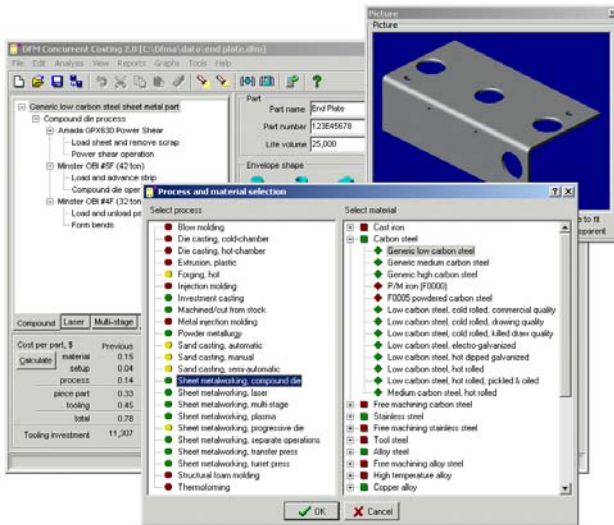 Picture
Picture
DFM Concurrent Costing 2.0 [C:\Dfma\data\end plate.dfm]
File Edit Analysis View Reports Graphs Tools Help
Generic low carbon steel sheet metal part
Compound die process
Amada GPX630 Power Shear
Load sheet and remove scrap
Power shear operation
Minster OBI #5F (42 ton)
Load and advance strip
Compound die oper
Minster OBI #4F (32 ton
Load and unload pa
Form bends
Part
Part name End Plate
Part number 123E45678
Life volume 25,000
Envelope shape
e to fit
nsparent
Compound Laser Multi-stage
Cost per part, $ Previous
Calculate
material 0.15
setup 0.04
process 0.14
piece part 0.33
tooling 0.45
total 0.78
Tooling investment 11,307
Process and material selection
Select process
Blow molding
Die casting, cold-chamber
Die casting, hot-chamber
Extrusion, plastic
Forging, hot
Injection molding
Investment casting
Machined/cut from stock
Metal injection molding
Powder metallurgy
Sand casting, automatic
Sand casting, manual
Sand casting, semi-automatic
Sheet metalworking, compound die
Sheet metalworking, laser
Sheet metalworking, multi-stage
Sheet metalworking, plasma
Sheet metalworking, progressive die
Sheet metalworking, separate operations
Sheet metalworking, transfer press
Sheet metalworking, turret press
Structural foam molding
Thermoforming
Select material
Cast iron
Carbon steel
Generic low carbon steel
Generic medium carbon steel
Generic high carbon steel
P/M iron (F0000)
F0005 powdered carbon steel
Low carbon steel, cold rolled, commercial quality
Low carbon steel, cold rolled, drawing quality
Low carbon steel, cold rolled, killed draw quality
Low carbon steel, electro-galvanized
Low carbon steel, hot dipped galvanized
Low carbon steel, hot rolled
Low carbon steel, hot rolled, pickled & oiled
Medium carbon steel, hot rolled
Free machining carbon steel
Stainless steel
Free machining stainless steel
Tool steel
Alloy steel
Free machining alloy steel
High temperature alloy
Copper alloy
OK Cancel